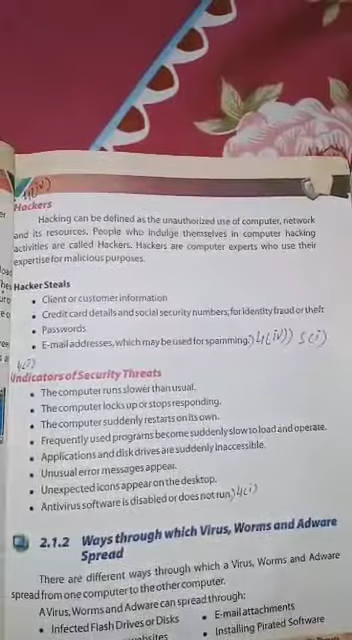 4(iv)
Hackers
Hacking can be defined as the unauthorized use of computer, network
and its resources. People who indulge themselves in computer hacking
activities are called Hackers. Hackers are computer experts who use their
expertise for malicious purposes.
Hacker Steals
• Client or customer information
• Credit card details and social security numbers, for identity fraud or theft
• Passwords
• E-mail addresses, which may be used for spamming. 4(iv) 5(i)
4(i)
Indicators of Security Threats
• The computer runs slower than usual.
• The computer locks up or stops responding.
• The computer suddenly restarts on its own.
• Frequently used programs become suddenly slow to load and operate.
• Applications and disk drives are suddenly inaccessible.
• Unusual error messages appear.
• Unexpected icons appear on the desktop.
• Antivirus software is disabled or does not run. 4(i)
2.1.2 Ways through which Virus, Worms and Adware
Spread
There are different ways through which a Virus, Worms and Adware
spread from one computer to the other computer.
A Virus, Worms and Adware can spread through:
• Infected Flash Drives or Disks
• E-mail attachments
• Installing Pirated Software